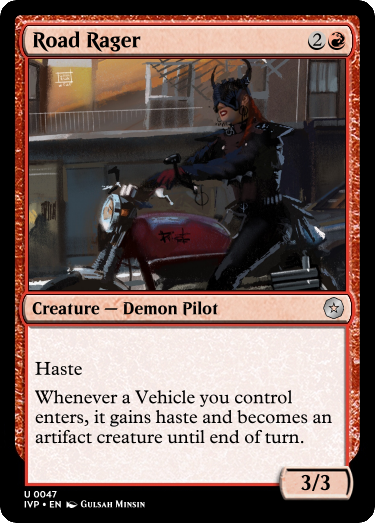 Road Rager 2
Creature — Demon Pilot
Haste
Whenever a Vehicle you control
enters, it gains haste and becomes an
artifact creature until end of turn.
3/3
U 0047
IVP • EN Gulsah Minsin